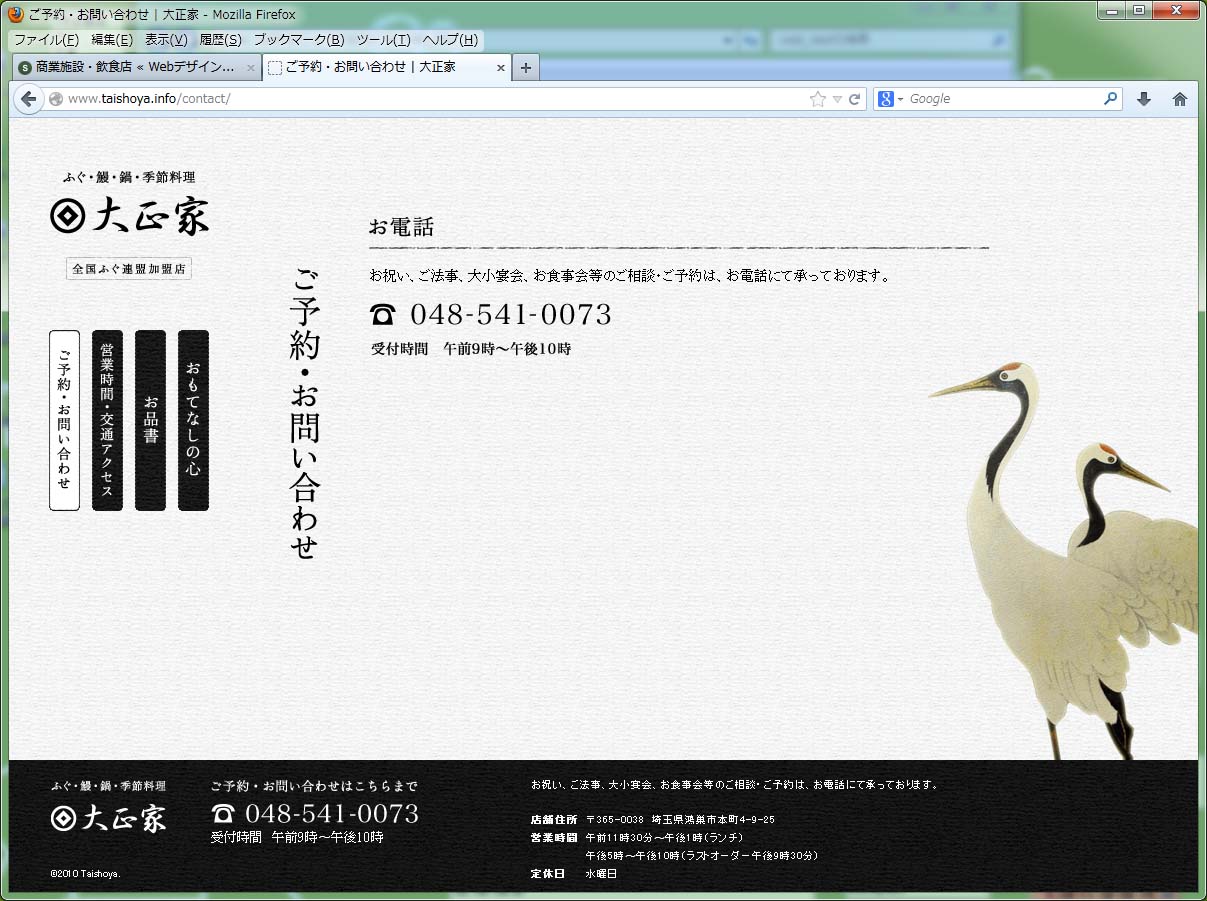 ご予約・お問い合わせ | 大正家 - Mozilla Firefox
ファイル(F) 編集(E) 表示(V) 履歴(S) ブックマーク(B) ツール(T) ヘルプ(H)
商業施設・飲食店 « Webデザイン...
ご予約・お問い合わせ | 大正家
www.taishoya.info/contact/
Google
ふぐ・鰻・鍋・季節料理
大正家
全国ふぐ連盟加盟店
おもてなしの心
お品書
営業時間・交通アクセス
ご予約・お問い合わせ
ご予約・お問い合わせ
お電話
お祝い、ご法事、大小宴会、お食事会等のご相談・ご予約は、お電話にて承っております。
☎ 048-541-0073
受付時間 午前9時〜午後10時
ふぐ・鰻・鍋・季節料理
大正家
©2010 Taishoya.
ご予約・お問い合わせはこちらまで
☎ 048-541-0073
受付時間 午前9時〜午後10時
お祝い、ご法事、大小宴会、お食事会等のご相談・ご予約は、お電話にて承っております。
店舗住所 〒365-0038 埼玉県鴻巣市本町4-9-25
営業時間 午前11時30分〜午後1時(ランチ)
午後5時〜午後10時(ラストオーダー午後9時30分)
定休日 水曜日